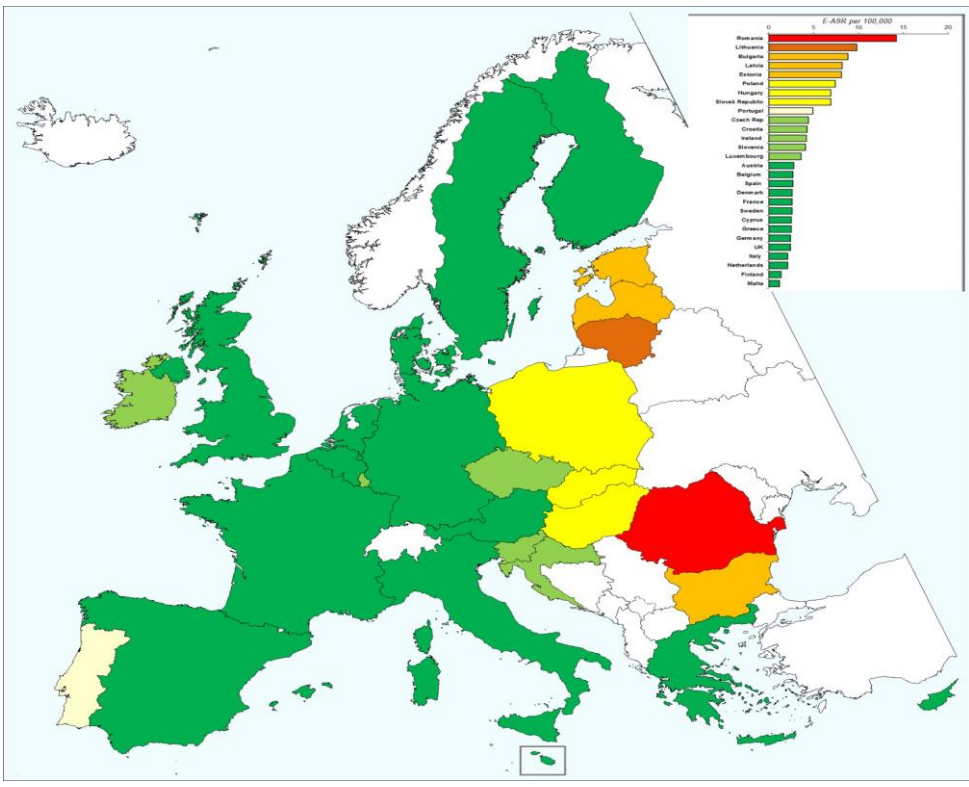 E-ASR per 100,000
0 5 10 15 20
Romania
Lithuania
Bulgaria
Latvia
Estonia
Poland
Hungary
Slovak Republic
Portugal
Czech Rep
Croatia
Ireland
Slovenia
Luxembourg
Austria
Belgium
Spain
Denmark
France
Sweden
Cyprus
Greece
Germany
UK
Italy
Netherlands
Finland
Malta